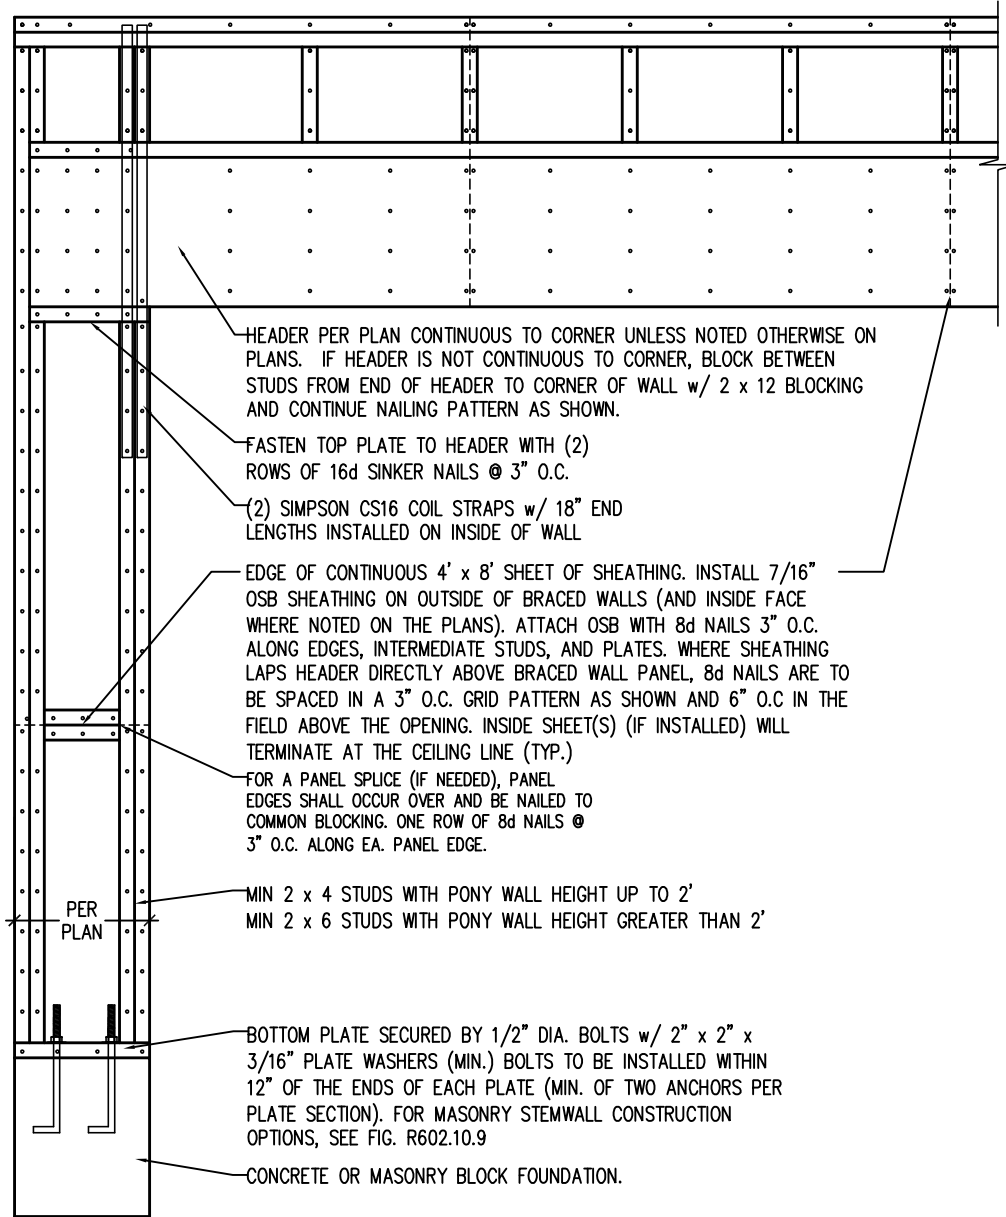 HEADER PER PLAN CONTINUOUS TO CORNER UNLESS NOTED OTHERWISE ON
PLANS. IF HEADER IS NOT CONTINUOUS TO CORNER, BLOCK BETWEEN
STUDS FROM END OF HEADER TO CORNER OF WALL w/ 2 x 12 BLOCKING
AND CONTINUE NAILING PATTERN AS SHOWN.
FASTEN TOP PLATE TO HEADER WITH (2)
ROWS OF 16d SINKER NAILS @ 3" O.C.
(2) SIMPSON CS16 COIL STRAPS w/ 18" END
LENGTHS INSTALLED ON INSIDE OF WALL
EDGE OF CONTINUOUS 4' x 8' SHEET OF SHEATHING. INSTALL 7/16"
OSB SHEATHING ON OUTSIDE OF BRACED WALLS (AND INSIDE FACE
WHERE NOTED ON THE PLANS). ATTACH OSB WITH 8d NAILS 3" O.C.
ALONG EDGES, INTERMEDIATE STUDS, AND PLATES. WHERE SHEATHING
LAPS HEADER DIRECTLY ABOVE BRACED WALL PANEL, 8d NAILS ARE TO
BE SPACED IN A 3" O.C. GRID PATTERN AS SHOWN AND 6" O.C IN THE
FIELD ABOVE THE OPENING. INSIDE SHEET(S) (IF INSTALLED) WILL
TERMINATE AT THE CEILING LINE (TYP.)
FOR A PANEL SPLICE (IF NEEDED), PANEL
EDGES SHALL OCCUR OVER AND BE NAILED TO
COMMON BLOCKING. ONE ROW OF 8d NAILS @
3" O.C. ALONG EA. PANEL EDGE.
MIN 2 x 4 STUDS WITH PONY WALL HEIGHT UP TO 2'
MIN 2 x 6 STUDS WITH PONY WALL HEIGHT GREATER THAN 2'
PER
PLAN
BOTTOM PLATE SECURED BY 1/2" DIA. BOLTS w/ 2" x 2" x
3/16" PLATE WASHERS (MIN.) BOLTS TO BE INSTALLED WITHIN
12" OF THE ENDS OF EACH PLATE (MIN. OF TWO ANCHORS PER
PLATE SECTION). FOR MASONRY STEMWALL CONSTRUCTION
OPTIONS, SEE FIG. R602.10.9
CONCRETE OR MASONRY BLOCK FOUNDATION.